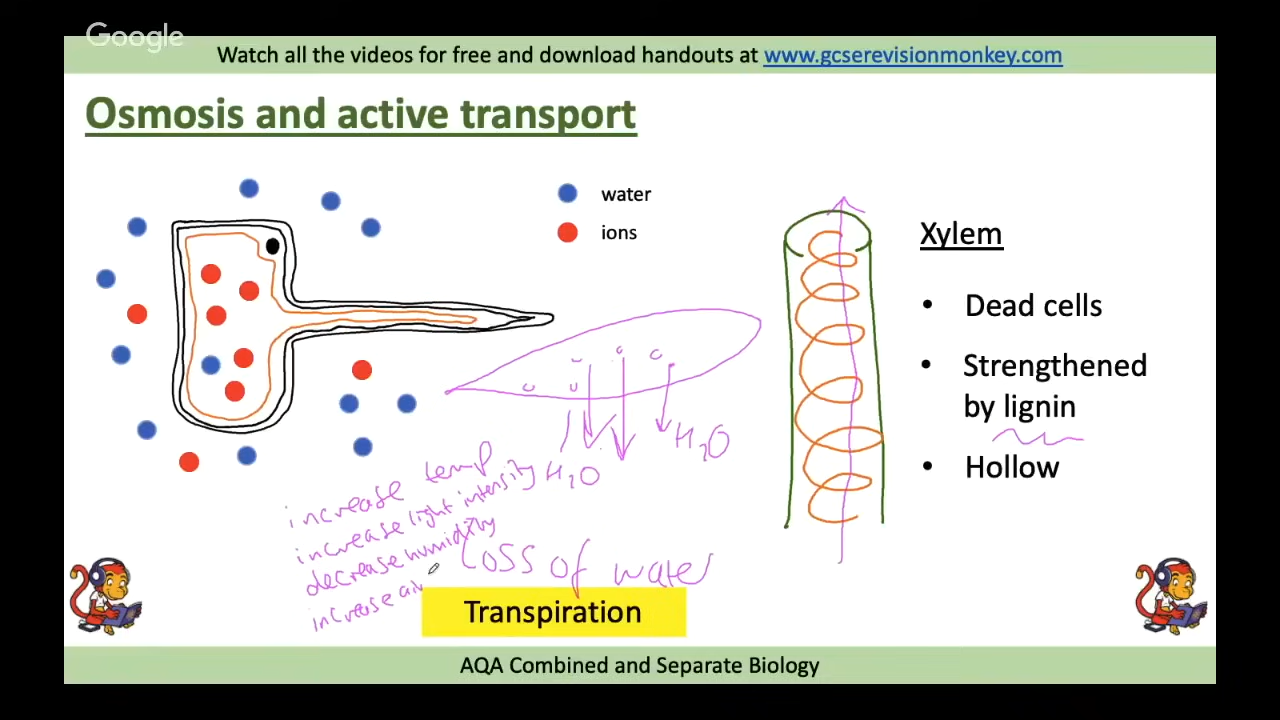 Google
Watch all the videos for free and download handouts at www.gcserevisionmonkey.com
Osmosis and active transport
water
ions
Xylem
• Dead cells
• Strengthened
by lignin
• Hollow
H₂O
H₂O
increase temp
increase light intensity
decrease humidity
increase air
Loss of water
Transpiration
AQA Combined and Separate Biology